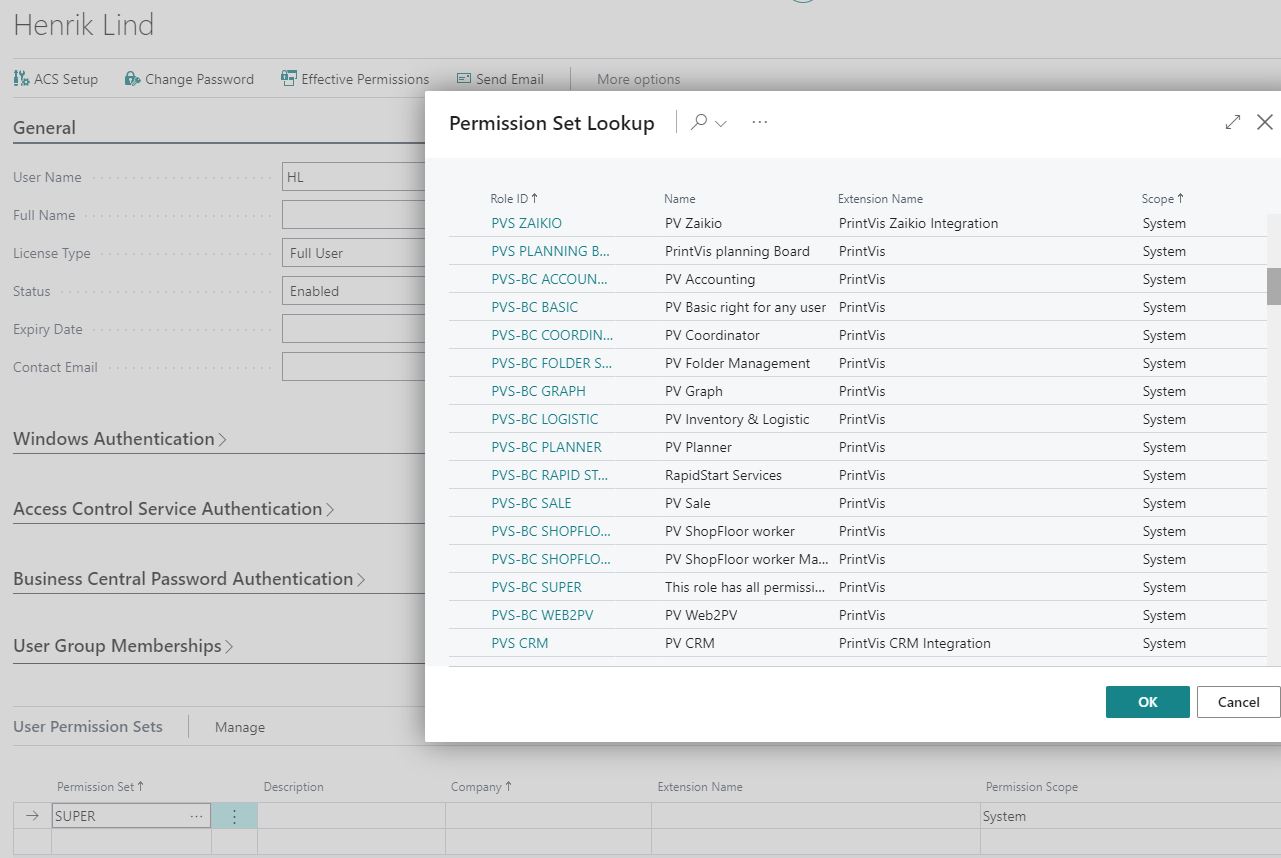 Henrik Lind
ACS Setup Change Password Effective Permissions Send Email More options
General
User Name HL
Full Name
License Type Full User
Status Enabled
Expiry Date
Contact Email
Windows Authentication
Access Control Service Authentication
Business Central Password Authentication
User Group Memberships
Permission Set Lookup
Role ID↑ Name Extension Name Scope↑
PVS ZAIKIO PV Zaikio PrintVis Zaikio Integration System
PVS PLANNING B... PrintVis planning Board PrintVis System
PVS-BC ACCOUN... PV Accounting PrintVis System
PVS-BC BASIC PV Basic right for any user PrintVis System
PVS-BC COORDIN... PV Coordinator PrintVis System
PVS-BC FOLDER S... PV Folder Management PrintVis System
PVS-BC GRAPH PV Graph PrintVis System
PVS-BC LOGISTIC PV Inventory & Logistic PrintVis System
PVS-BC PLANNER PV Planner PrintVis System
PVS-BC RAPID ST... RapidStart Services PrintVis System
PVS-BC SALE PV Sale PrintVis System
PVS-BC SHOPFLO... PV ShopFloor worker PrintVis System
PVS-BC SHOPFLO... PV ShopFloor worker Ma... PrintVis System
PVS-BC SUPER This role has all permissi... PrintVis System
PVS-BC WEB2PV PV Web2PV PrintVis System
PVS CRM PV CRM PrintVis CRM Integration System
OK Cancel
User Permission Sets Manage
Permission Set↑ Description Company↑ Extension Name Permission Scope
SUPER System